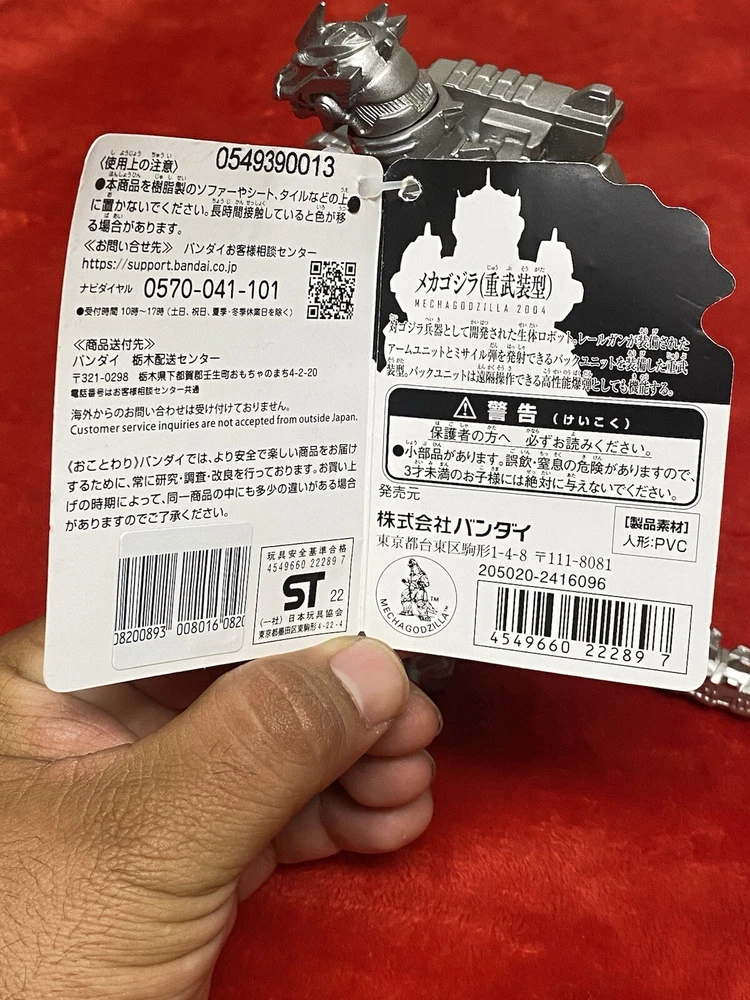 〈使用上の注意〉
0549390013
●本商品を樹脂製のソファーやシート、タイルなどの上
に置かないでください。長時間接触していると色が移
る場合があります。
≪お問い合せ先≫ バンダイお客様相談センター
https://support.bandai.co.jp
ナビダイヤル 0570-041-101
●受付時間 10時～17時(土日、祝日、夏季・冬季休業日を除く)
≪商品送付先≫
バンダイ 栃木配送センター
〒321-0298 栃木県下都賀郡壬生町おもちゃのまち4-2-20
電話番号はお客様相談センター共通
海外からのお問い合わせは受け付けておりません。
Customer service inquiries are not accepted from outside Japan.
≪おことわり≫バンダイでは、より安全で楽しい商品をお届け
するために、常に研究・調査・改良を行っております。お買い上
げの時期によって、同一商品の中にも多少の違いがある場合
がありますのでご了承ください。
08200893 008016 0820
玩具安全基準合格
4549660 22289 7
ST 22
(一社)日本玩具協会
東京都墨田区東駒形4-22-4
メカゴジラ(重武装型)
MECHAGODZILLA 2004
対ゴジラ兵器として開発された生体ロボット。レールガンが装備された
アームユニットとミサイル弾を発射できるバックユニットを装備した重武
装型。バックユニットは遠隔操作できる高性能爆弾としても機能する。
警告(けいこく)
保護者の方へ 必ずお読みください。
●小部品があります。誤飲・窒息の危険がありますので、
3才未満のお子様には絶対に与えないでください。
発売元
株式会社バンダイ
東京都台東区駒形1-4-8 〒111-8081
[製品素材]
人形:PVC
205020-2416096
MECHAGODZILLA™
4549660 22289 7